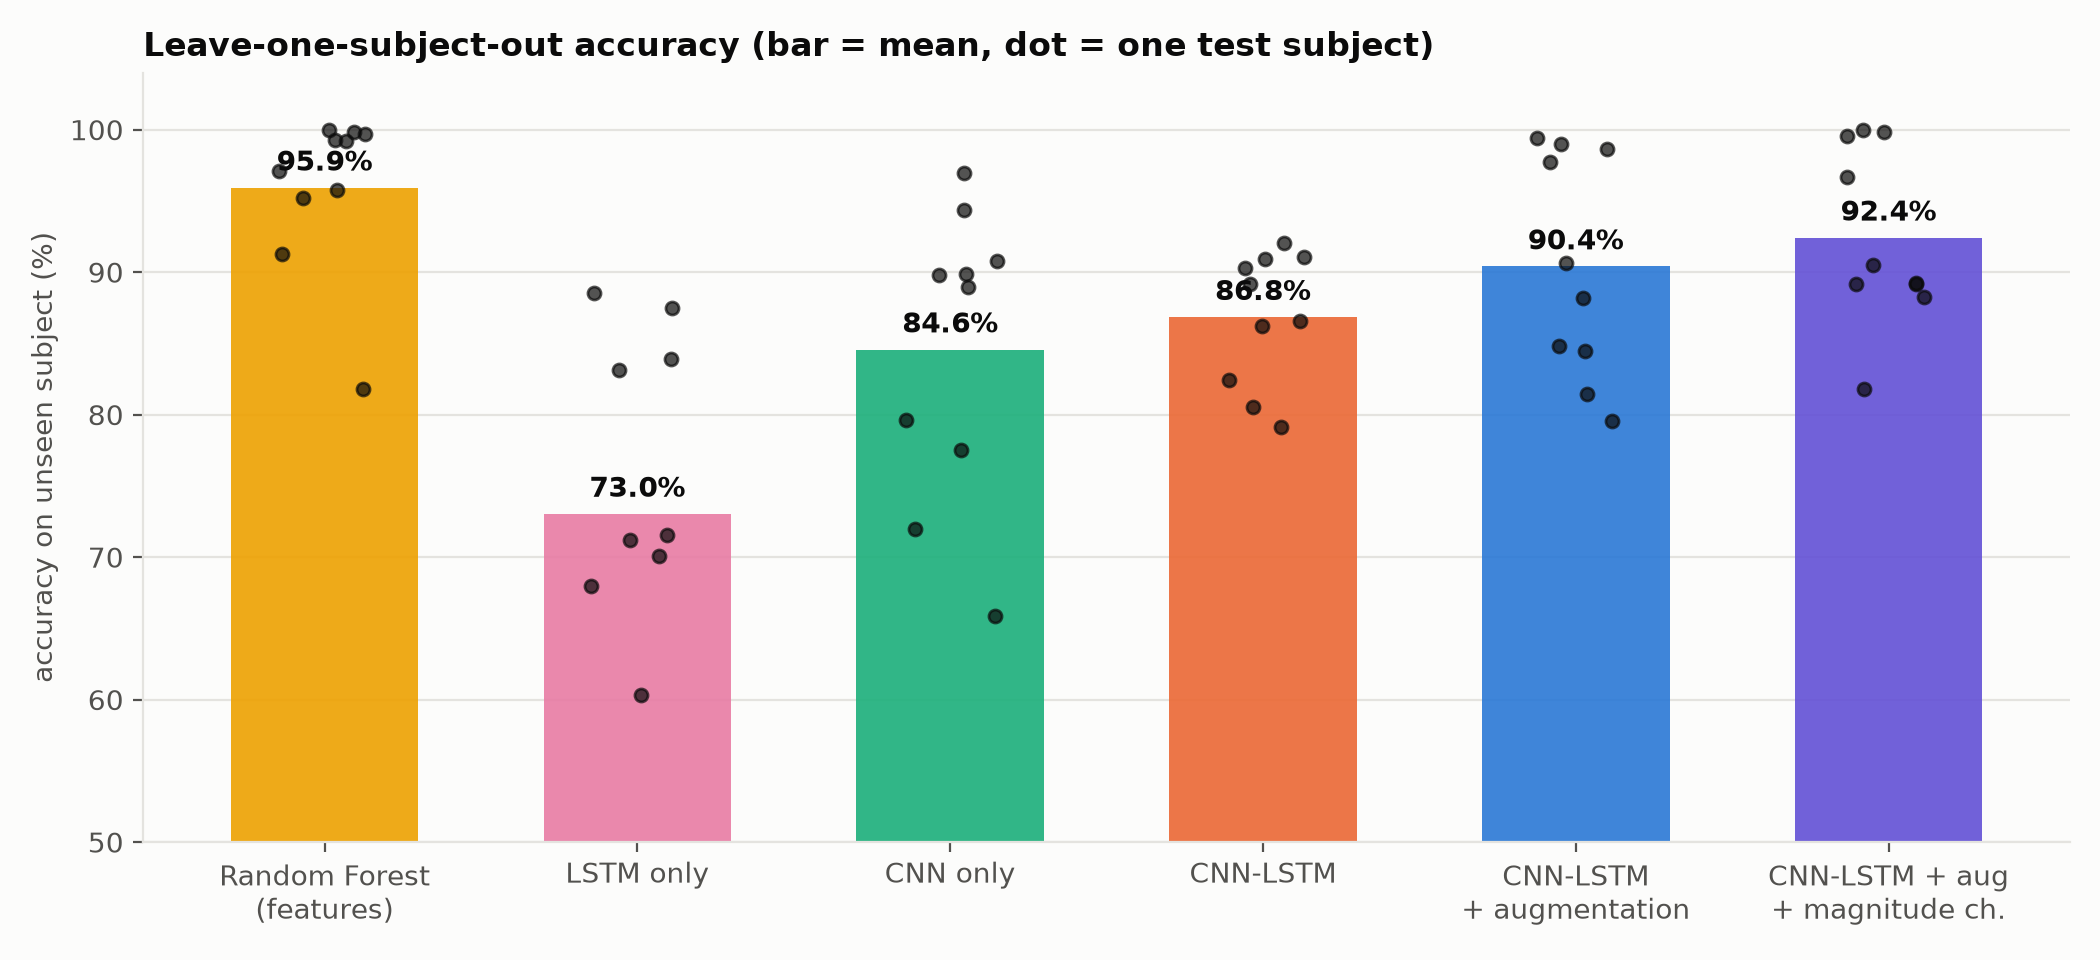 Leave-one-subject-out accuracy (bar = mean, dot = one test subject)
accuracy on unseen subject (%)
100
90
80
70
60
50
95.9%
73.0%
84.6%
86.8%
90.4%
92.4%
Random Forest
(features)
LSTM only
CNN only
CNN-LSTM
CNN-LSTM
+ augmentation
CNN-LSTM + aug
+ magnitude ch.